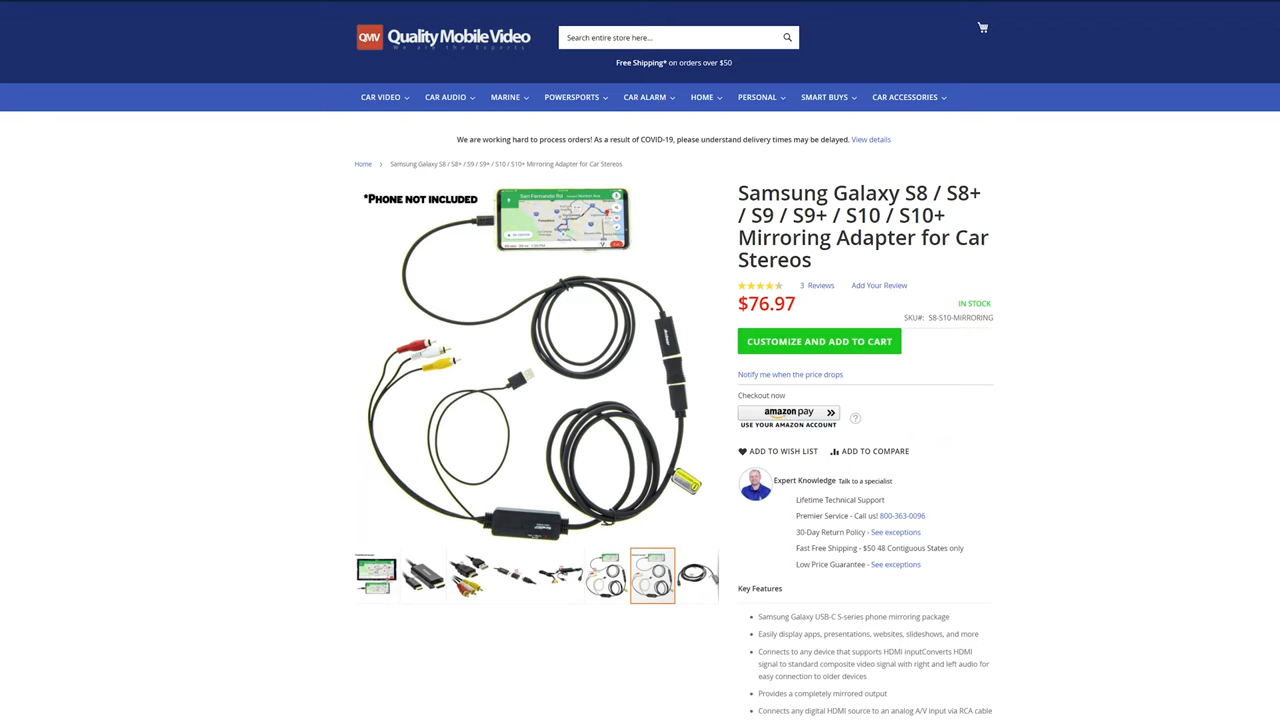 QMV Quality Mobile Video
We are the Experts
Search entire store here...
Free Shipping* on orders over $50
CAR VIDEO
CAR AUDIO
MARINE
POWERSPORTS
CAR ALARM
HOME
PERSONAL
SMART BUYS
CAR ACCESSORIES
We are working hard to process orders! As a result of COVID-19, please understand delivery times may be delayed. View details
Home > Samsung Galaxy S8 / S8+ / S9 / S9+ / S10 / S10+ Mirroring Adapter for Car Stereos
*PHONE NOT INCLUDED
San Fernando Rd
Samsung Galaxy S8 / S8+
/ S9 / S9+ / S10 / S10+
Mirroring Adapter for Car
Stereos
3 Reviews Add Your Review
$76.97
IN STOCK
SKU#: S8-S10-MIRRORING
CUSTOMIZE AND ADD TO CART
Notify me when the price drops
Checkout now
amazon pay
USE YOUR AMAZON ACCOUNT
?
ADD TO WISH LIST ADD TO COMPARE
Expert Knowledge Talk to a specialist
Lifetime Technical Support
Premier Service - Call us! 800-363-0096
30-Day Return Policy - See exceptions
Fast Free Shipping - $50 48 Contiguous States only
Low Price Guarantee - See exceptions
Key Features
Samsung Galaxy USB-C S-series phone mirroring package
Easily display apps, presentations, websites, slideshows, and more
Connects to any device that supports HDMI inputConverts HDMI
signal to standard composite video signal with right and left audio for
easy connection to older devices
Provides a completely mirrored output
Connects any digital HDMI source to an analog A/V input via RCA cable